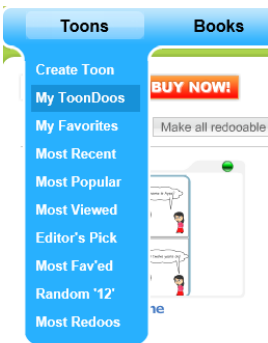 Toons Books
Create Toon
My ToonDoos
BUY NOW!
My Favorites
Make all redooable
Most Recent
Most Popular
Most Viewed
Editor's Pick
Most Fav'ed
Random '12'
Most Redoos